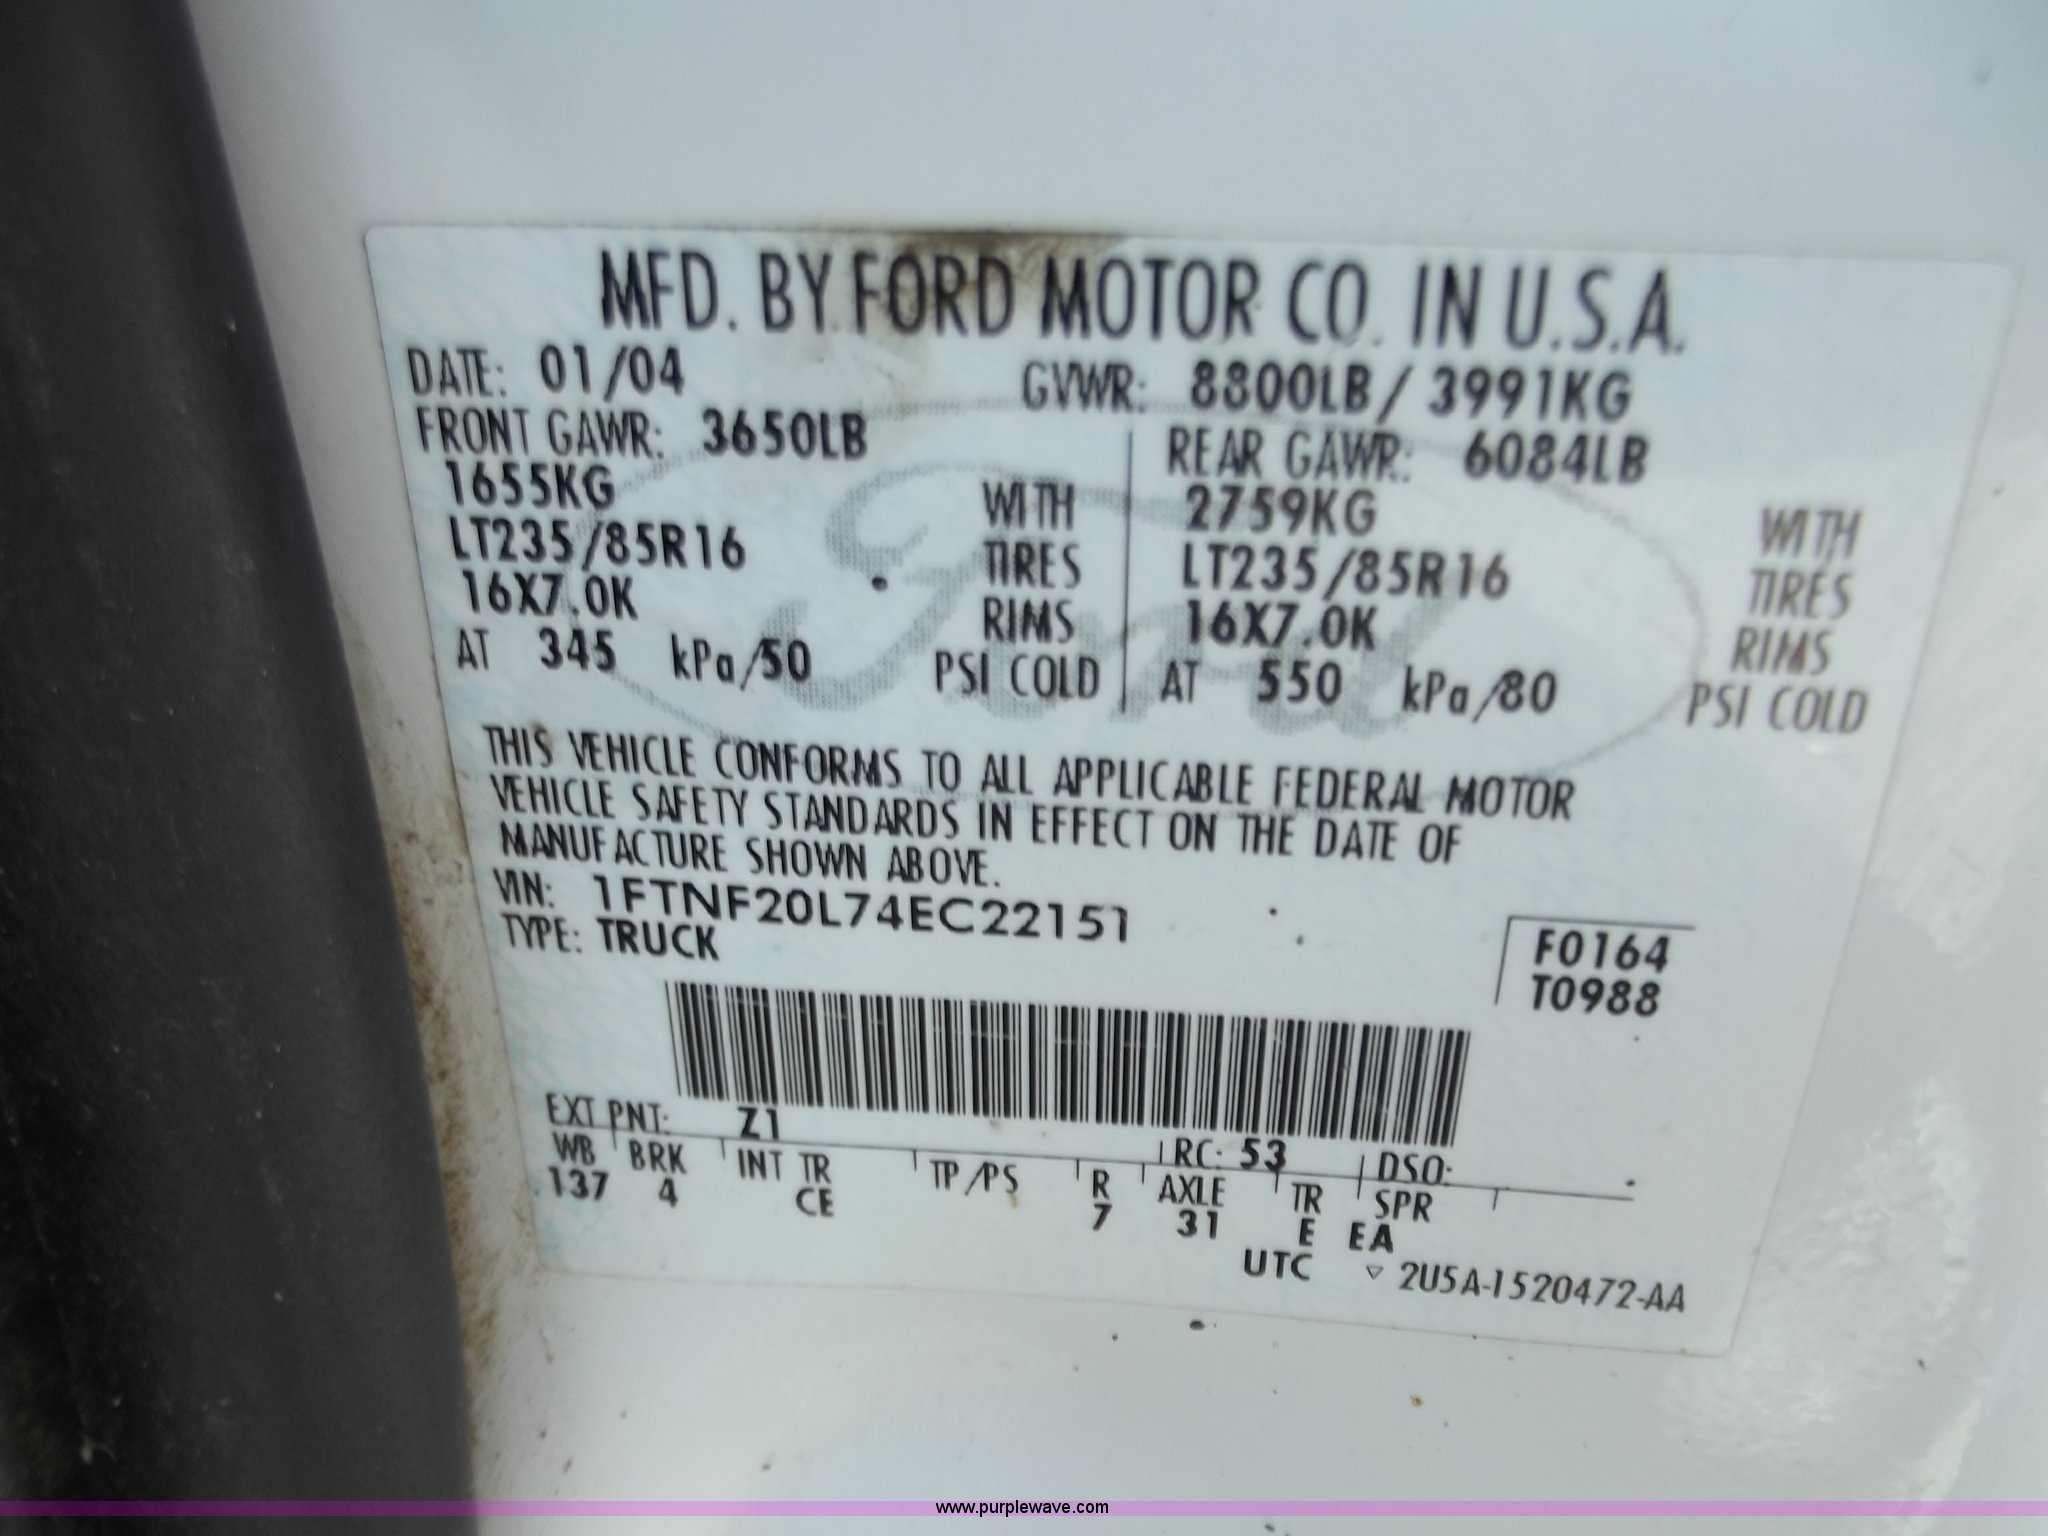 MFD. BY FORD MOTOR CO. IN U.S.A.
DATE: 01/04 GVWR: 8800LB / 3991KG
FRONT GAWR: 3650LB REAR GAWR: 6084LB
1655KG WITH 2759KG WITH
LT235/85R16 TIRES LT235/85R16 TIRES
16X7.0K RIMS 16X7.0K RIMS
AT 345 kPa/50 PSI COLD AT 550 kPa/80 PSI COLD
THIS VEHICLE CONFORMS TO ALL APPLICABLE FEDERAL MOTOR
VEHICLE SAFETY STANDARDS IN EFFECT ON THE DATE OF
MANUFACTURE SHOWN ABOVE.
VIN: 1FTNF20L74EC22151
TYPE: TRUCK
F0164
T0988
EXT PNT: Z1 RC: 53 DSO:
WB BRK INT TR TP/PS R AXLE TR SPR
137 4 CE 7 31 E EA
UTC ▽ 2U5A-1520472-AA
www.purplewave.com